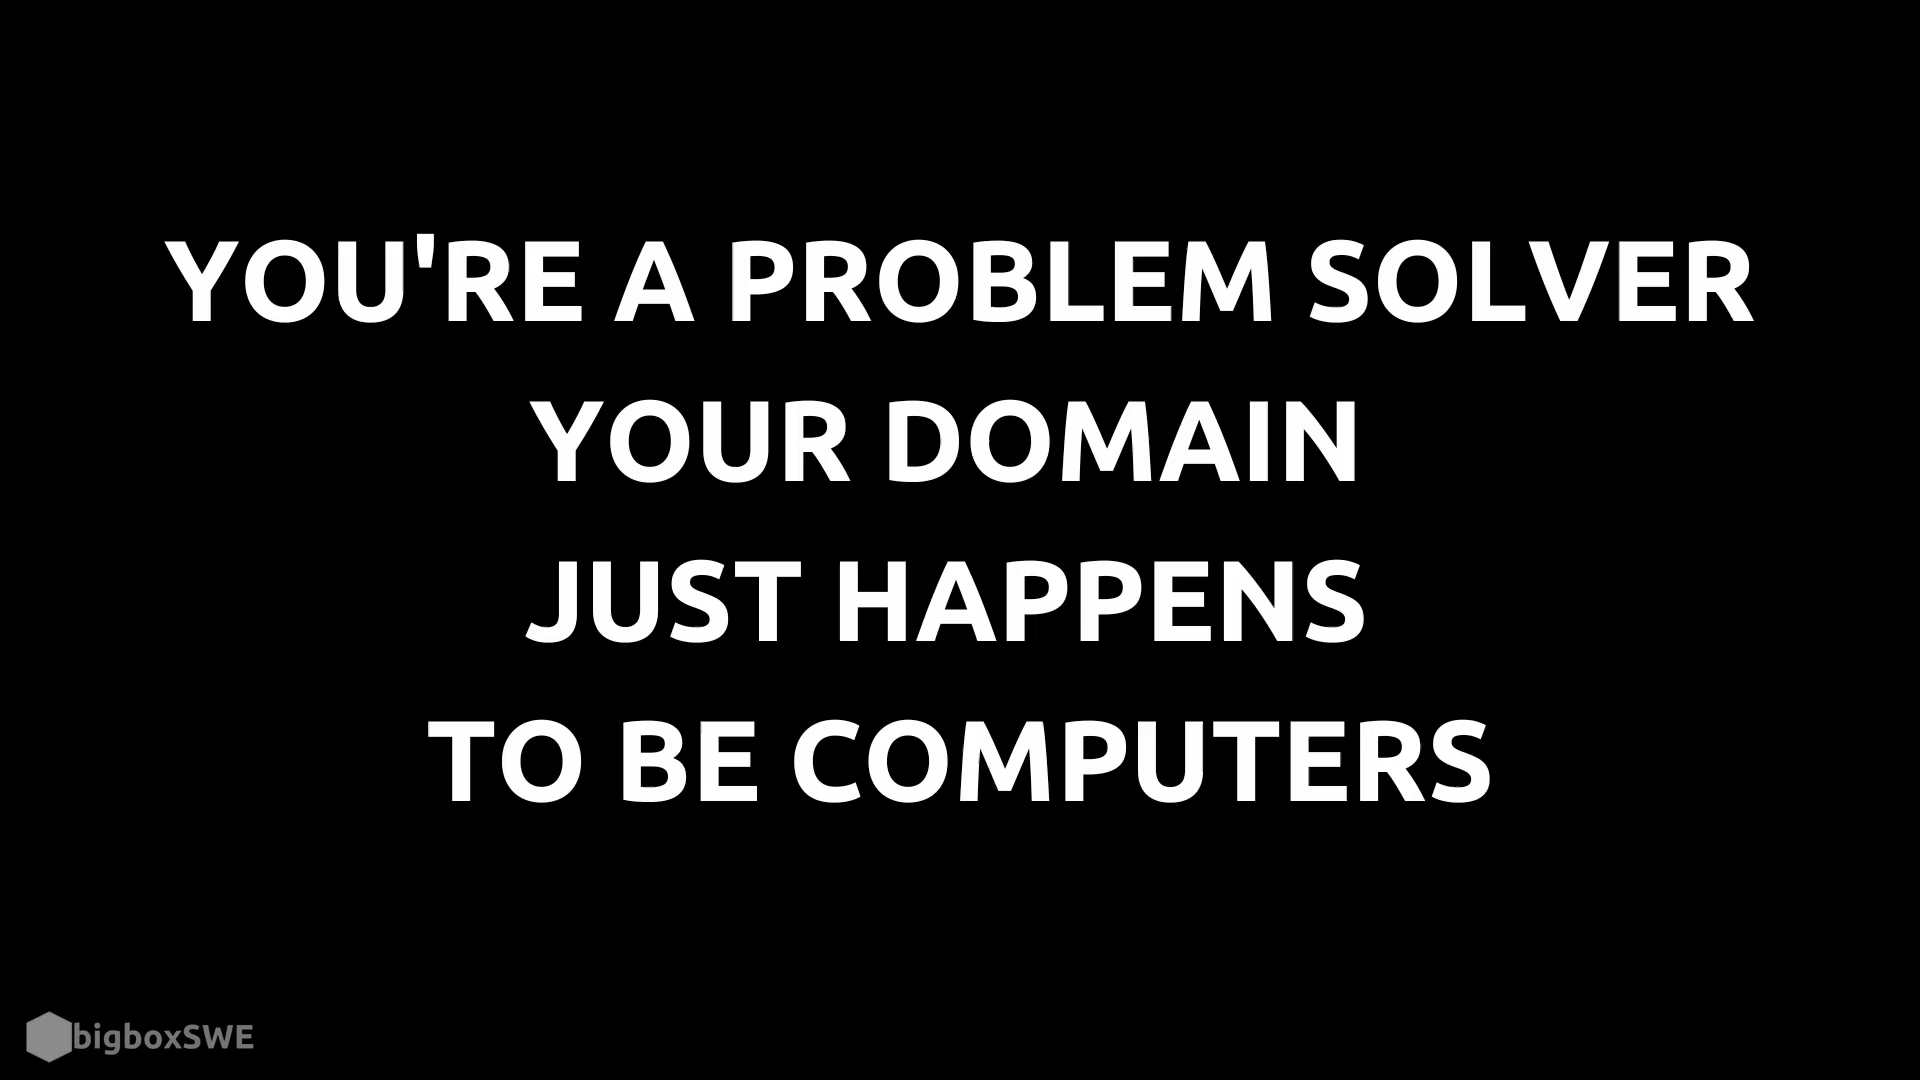 YOU'RE A PROBLEM SOLVER
YOUR DOMAIN
JUST HAPPENS
TO BE COMPUTERS
bigboxSWE